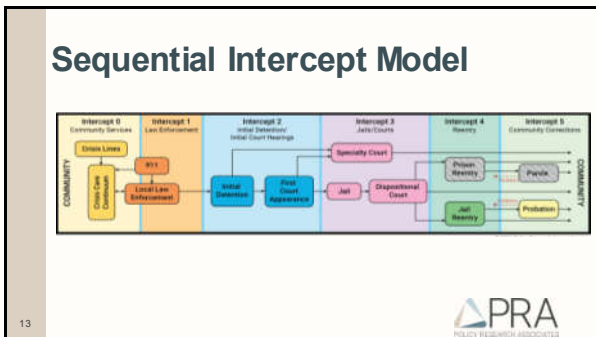 Sequential Intercept Model
Intercept 0
Community Services
Intercept 1
Law Enforcement
Intercept 2
Initial Detention/
Initial Court Hearings
Intercept 3
Jails/Courts
Intercept 4
Reentry
Intercept 5
Community Corrections
COMMUNITY
Crisis Lines
Crisis Care
Continuum
911
Local Law
Enforcement
Initial
Detention
First
Court
Appearance
Specialty Court
Jail
Dispositional
Court
Prison
Reentry
Jail
Reentry
Parole
Probation
COMMUNITY
13
PRA
POLICY RESEARCH ASSOCIATES